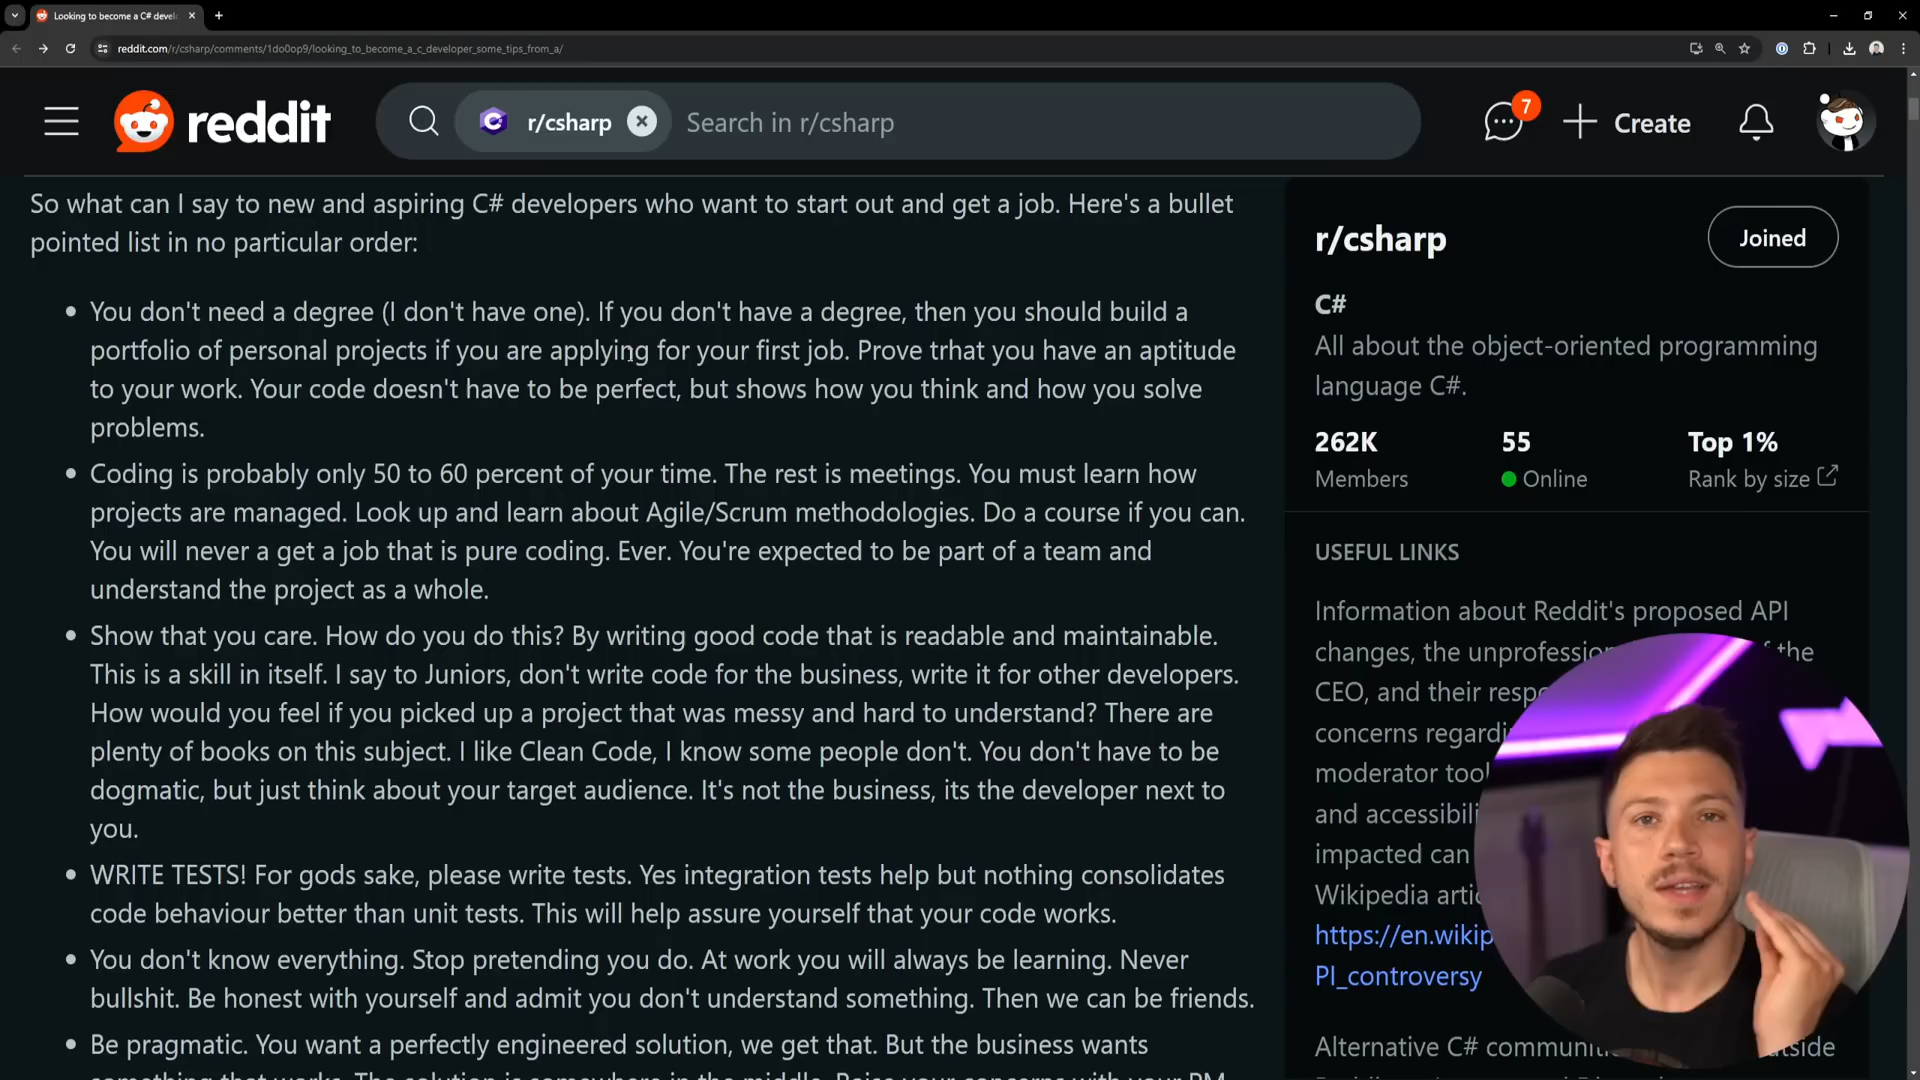 Looking to become a C# devel
reddit.com/r/csharp/comments/1do0op9/looking_to_become_a_c_developer_some_tips_from_a/
reddit
r/csharp
Search in r/csharp
7
Create
So what can I say to new and aspiring C# developers who want to start out and get a job. Here's a bullet
pointed list in no particular order:
You don't need a degree (I don't have one). If you don't have a degree, then you should build a
portfolio of personal projects if you are applying for your first job. Prove trhat you have an aptitude
to your work. Your code doesn't have to be perfect, but shows how you think and how you solve
problems.
Coding is probably only 50 to 60 percent of your time. The rest is meetings. You must learn how
projects are managed. Look up and learn about Agile/Scrum methodologies. Do a course if you can.
You will never a get a job that is pure coding. Ever. You're expected to be part of a team and
understand the project as a whole.
Show that you care. How do you do this? By writing good code that is readable and maintainable.
This is a skill in itself. I say to Juniors, don't write code for the business, write it for other developers.
How would you feel if you picked up a project that was messy and hard to understand? There are
plenty of books on this subject. I like Clean Code, I know some people don't. You don't have to be
dogmatic, but just think about your target audience. It's not the business, its the developer next to
you.
WRITE TESTS! For gods sake, please write tests. Yes integration tests help but nothing consolidates
code behaviour better than unit tests. This will help assure yourself that your code works.
You don't know everything. Stop pretending you do. At work you will always be learning. Never
bullshit. Be honest with yourself and admit you don't understand something. Then we can be friends.
Be pragmatic. You want a perfectly engineered solution, we get that. But the business wants
something that works. The solution is somewhere in the middle. Raise your concerns with your PM
r/csharp
Joined
C#
All about the object-oriented programming
language C#.
262K
55
Top 1%
Members
Online
Rank by size
USEFUL LINKS
Information about Reddit's proposed API
changes, the unprofession the
CEO, and their resp
concerns regardi
moderator tool
and accessibili
impacted can
Wikipedia artic
https://en.wikip
PI_controversy
Alternative C# communit